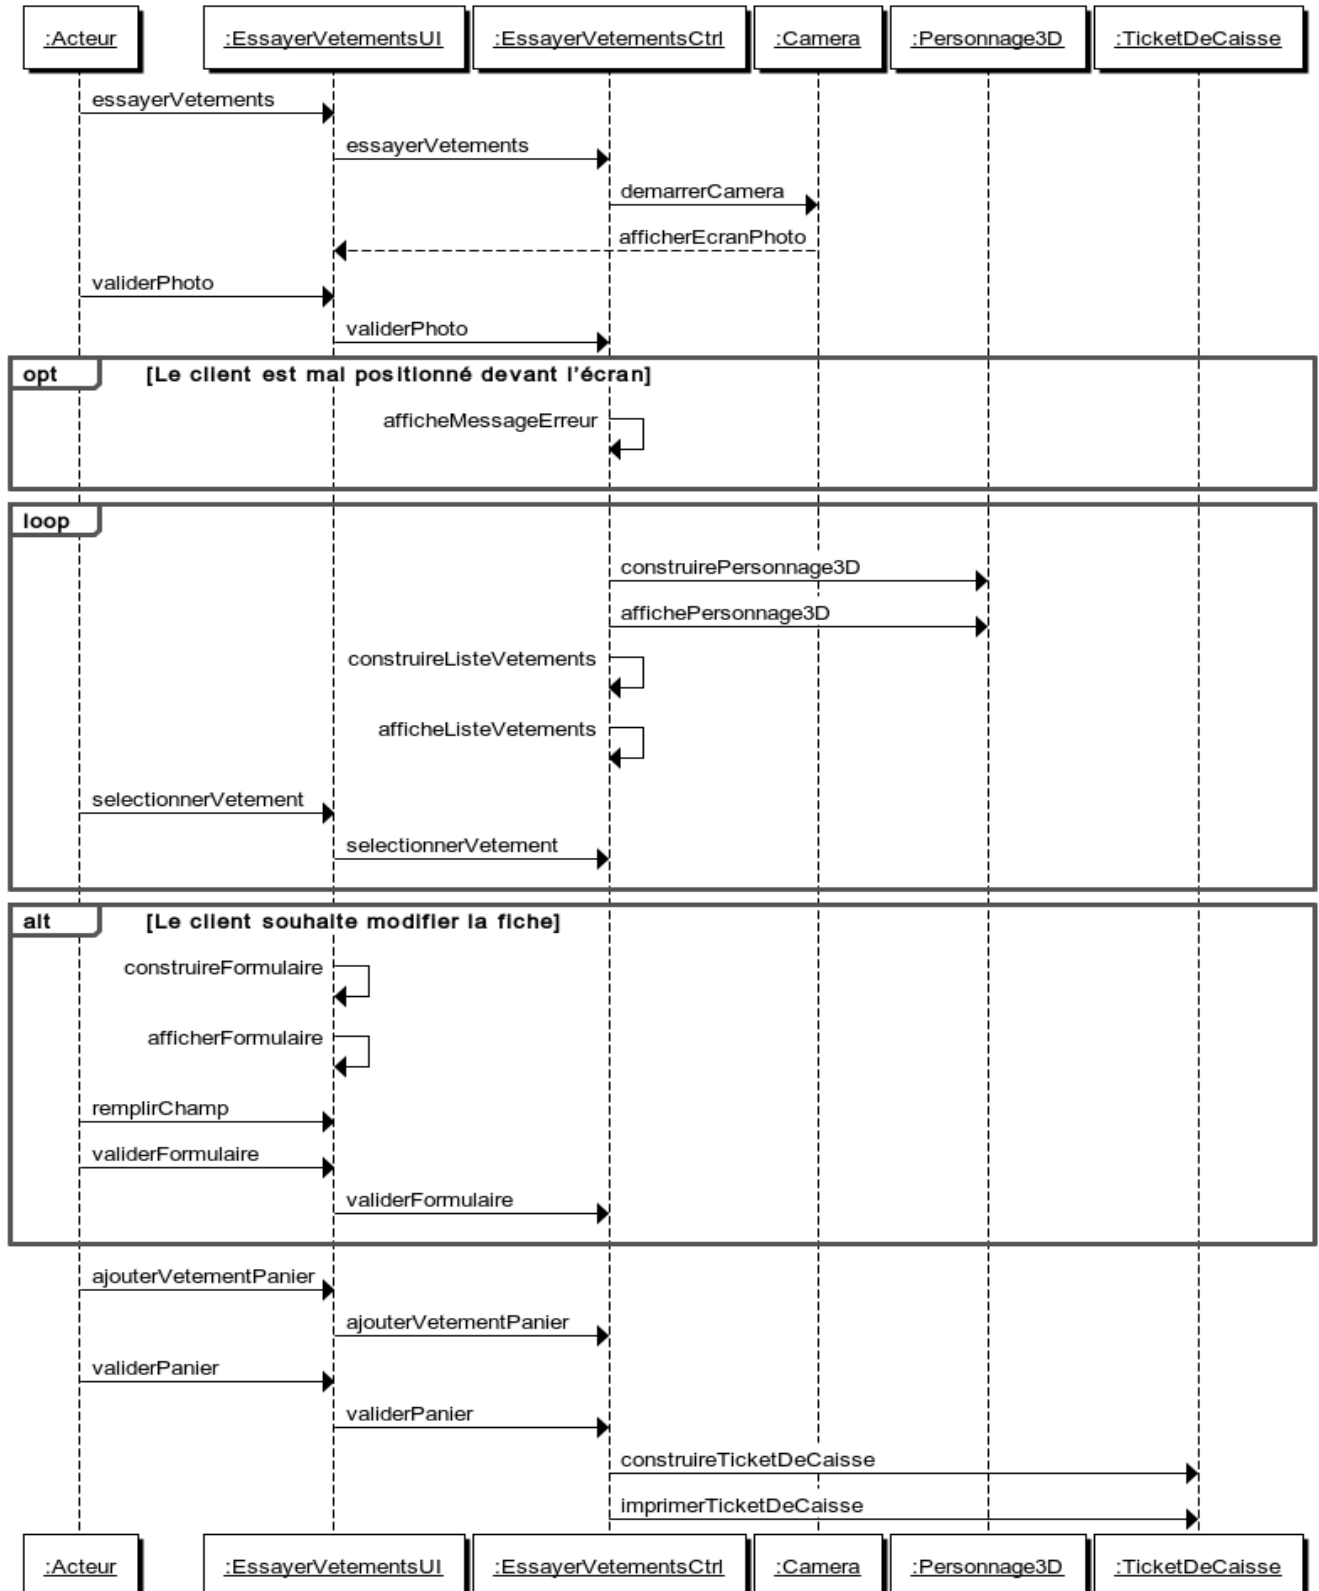 :Acteur :EssayerVetementsUI :EssayerVetementsCtrl :Camera :Personnage3D :TicketDeCaisse
essayerVetements
essayerVetements
demarrerCamera
afficherEcranPhoto
validerPhoto
validerPhoto
opt [Le client est mal positionné devant l'écran]
afficheMessageErreur
loop
construirePersonnage3D
affichePersonnage3D
construireListeVetements
afficheListeVetements
selectionnerVetement
selectionnerVetement
alt [Le client souhaite modifier la fiche]
construireFormulaire
afficherFormulaire
remplirChamp
validerFormulaire
validerFormulaire
ajouterVetementPanier
ajouterVetementPanier
validerPanier
validerPanier
construireTicketDeCaisse
imprimerTicketDeCaisse
:Acteur :EssayerVetementsUI :EssayerVetementsCtrl :Camera :Personnage3D :TicketDeCaisse